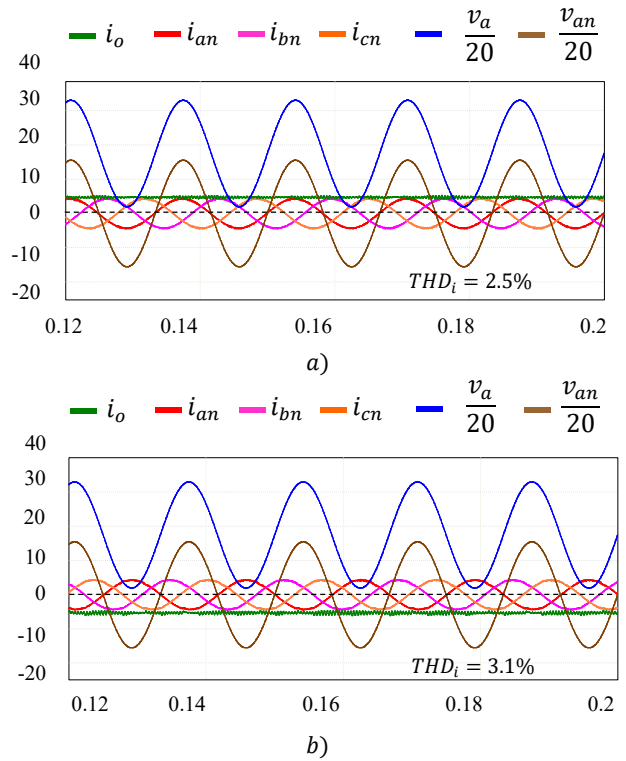 i_o i_an i_bn i_cn v_a/20 v_an/20
40
30
20
10
0
-10
-20
THD_i = 2.5%
0.12 0.14 0.16 0.18 0.2
a)
i_o i_an i_bn i_cn v_a/20 v_an/20
40
30
20
10
0
-10
-20
THD_i = 3.1%
0.12 0.14 0.16 0.18 0.2
b)